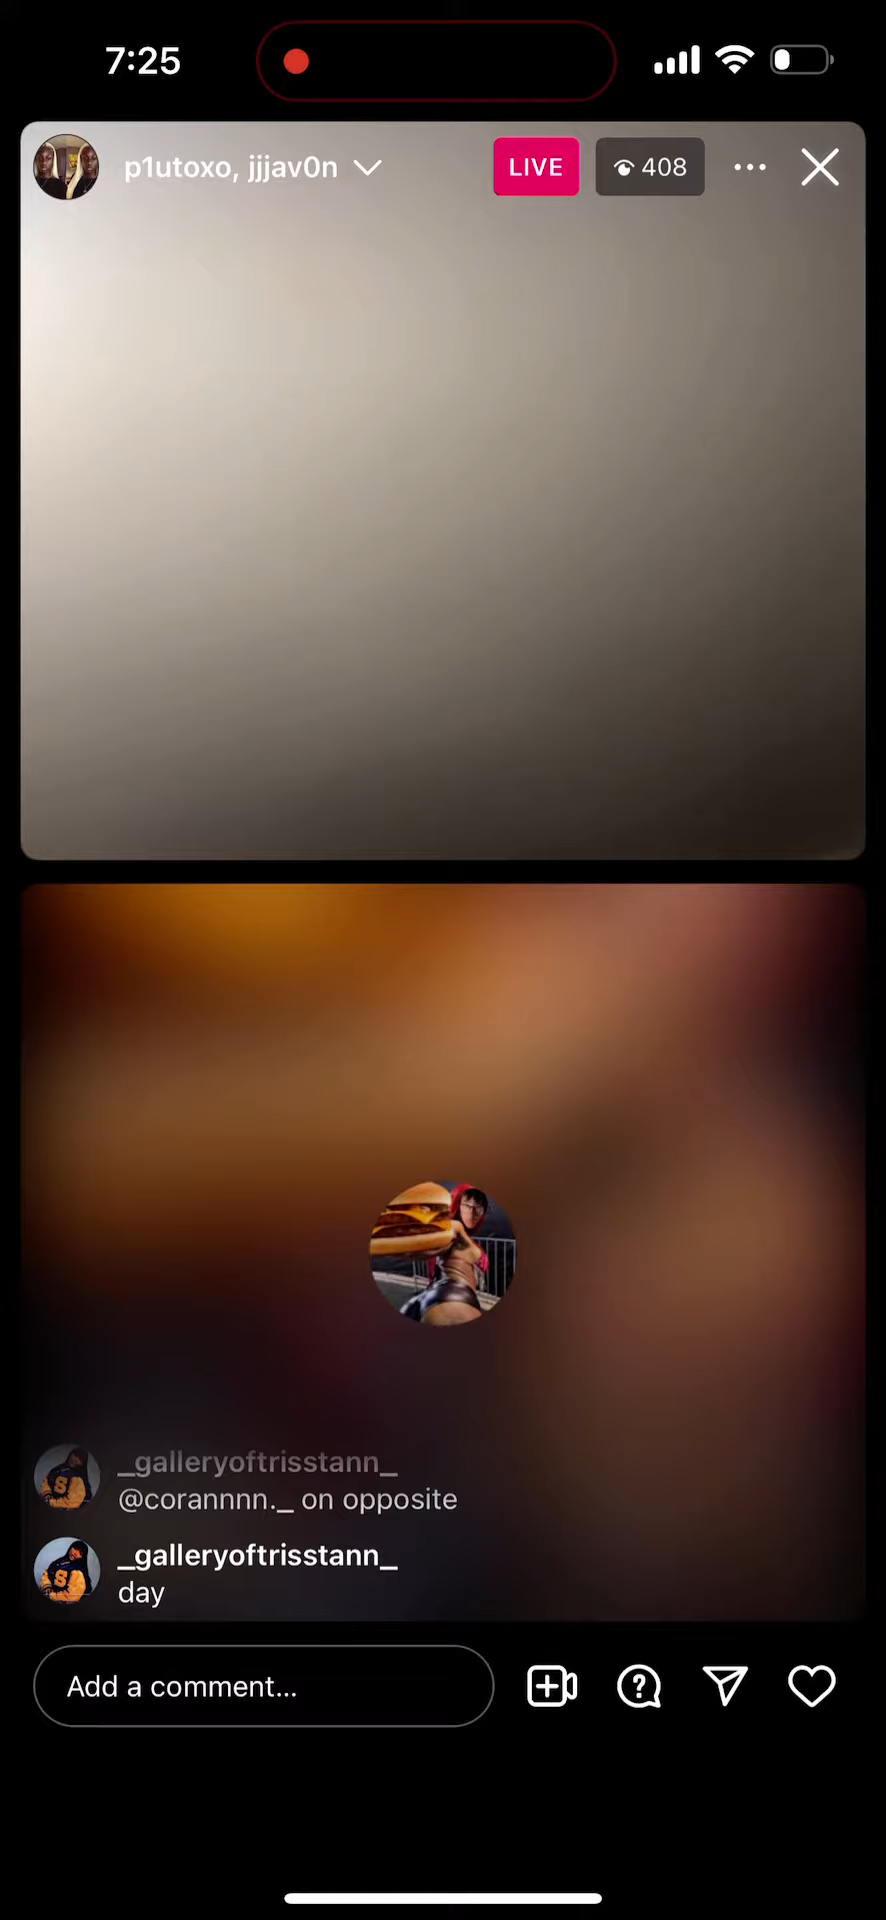 7:25
p1utoxo, jjjav0n
LIVE
408
_galleryoftrisstann_
@corannnn._ on opposite
_galleryoftrisstann_
day
Add a comment...